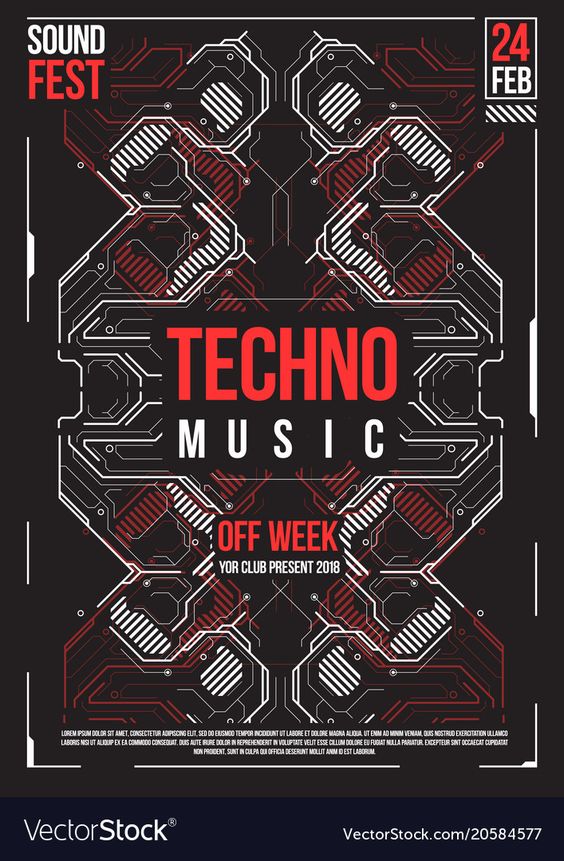 SOUND
FEST
24
FEB
TECHNO
MUSIC
OFF WEEK
YOR CLUB PRESENT 2018
LOREM IPSUM DOLOR SIT AMET, CONSECTETUR ADIPISCING ELIT, SED DO EIUSMOD TEMPOR INCIDIDUNT UT LABORE ET DOLORE MAGNA ALIQUA. UT ENIM AD MINIM VENIAM, QUIS NOSTRUD EXERCITATION ULLAMCO
LABORIS NISI UT ALIQUIP EX EA COMMODO CONSEQUAT. DUIS AUTE IRURE DOLOR IN REPREHENDERIT IN VOLUPTATE VELIT ESSE CILLUM DOLORE EU FUGIAT NULLA PARIATUR. EXCEPTEUR SINT OCCAECAT CUPIDATAT
NON PROIDENT, SUNT IN CULPA QUI OFFICIA DESERUNT MOLLIT ANIM ID EST LABORUM.
VectorStock®
VectorStock.com/20584577